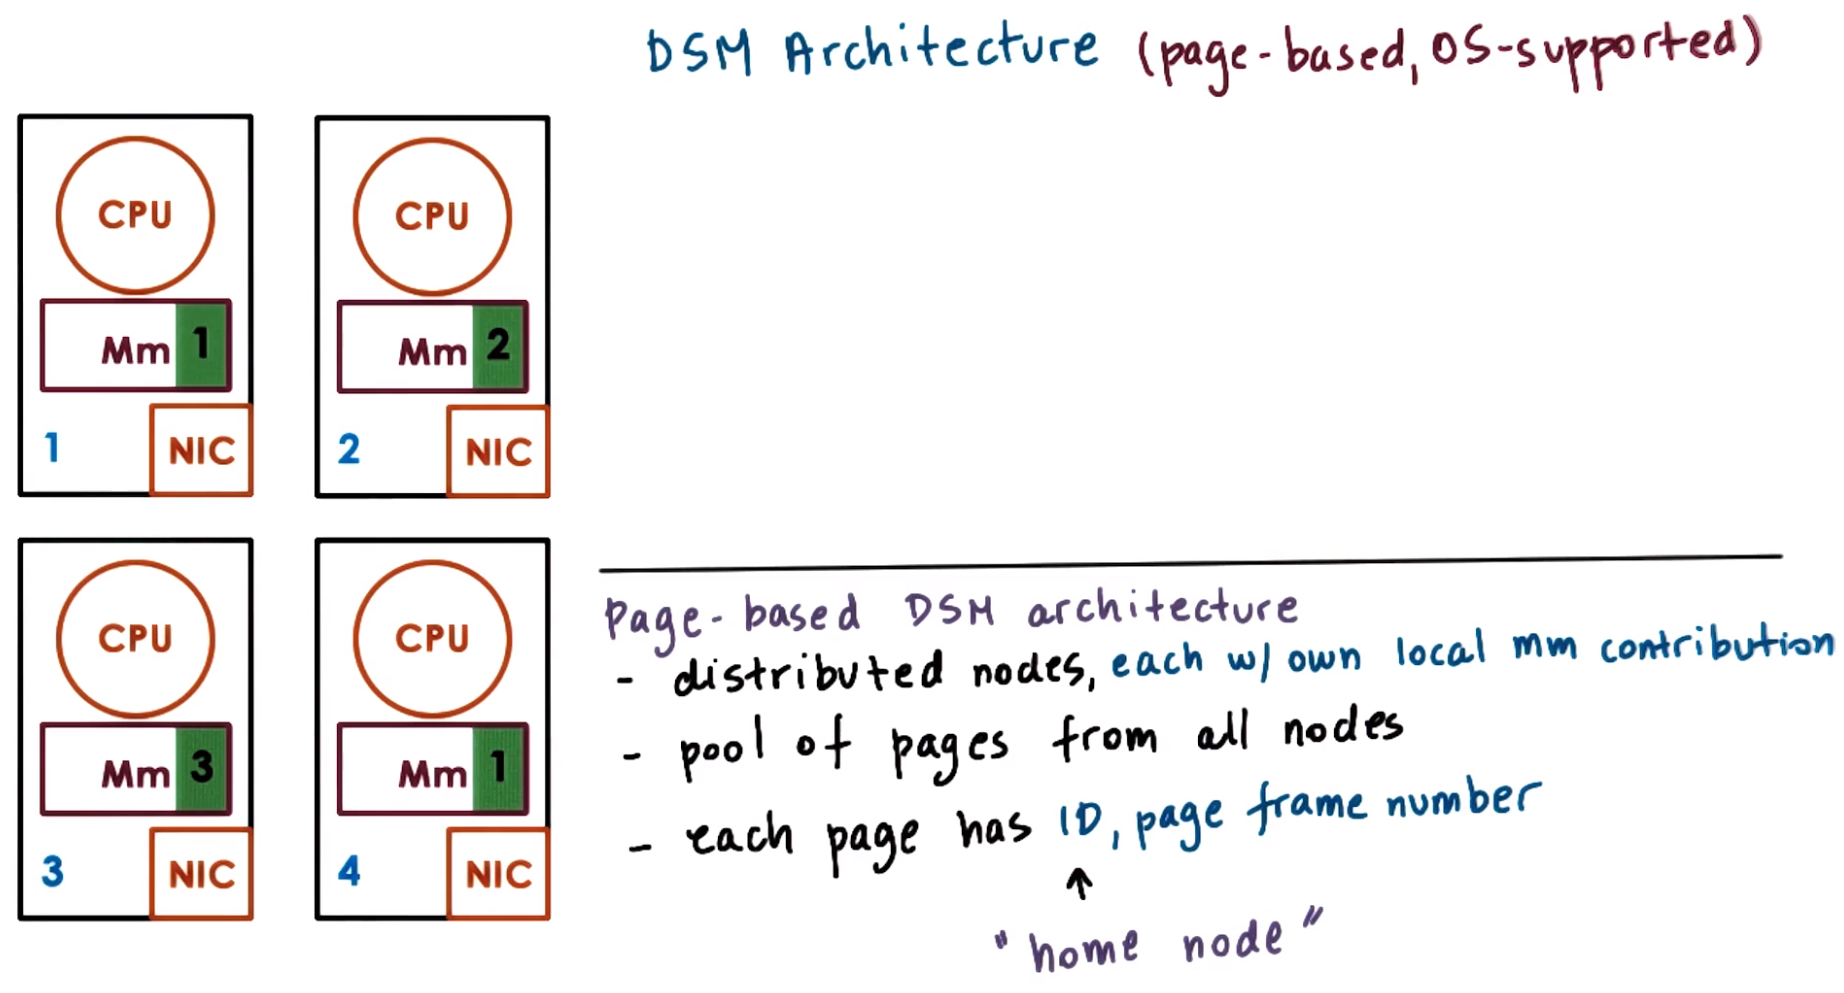 DSM Architecture (page-based, OS-supported)
CPU
Mm 1
1 NIC
CPU
Mm 2
2 NIC
CPU
Mm 3
3 NIC
CPU
Mm 1
4 NIC
Page-based DSM architecture
- distributed nodes, each w/ own local mm contribution
- pool of pages from all nodes
- each page has ID, page frame number
↑
"home node"